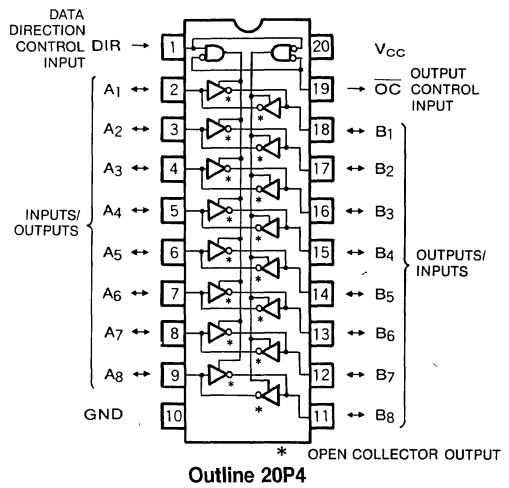 DATA
DIRECTION
CONTROL DIR → 1
INPUT
20 VCC
19 → OC OUTPUT
CONTROL
INPUT
A1 ↔ 2
A2 ↔ 3
A3 ↔ 4
A4 ↔ 5
A5 ↔ 6
A6 ↔ 7
A7 ↔ 8
A8 ↔ 9
GND 10
INPUTS/
OUTPUTS
18 ↔ B1
17 ↔ B2
16 ↔ B3
15 ↔ B4
14 ↔ B5
13 ↔ B6
12 ↔ B7
11 ↔ B8
OUTPUTS/
INPUTS
* * * * * * * *
* * * * * * * *
* OPEN COLLECTOR OUTPUT
Outline 20P4